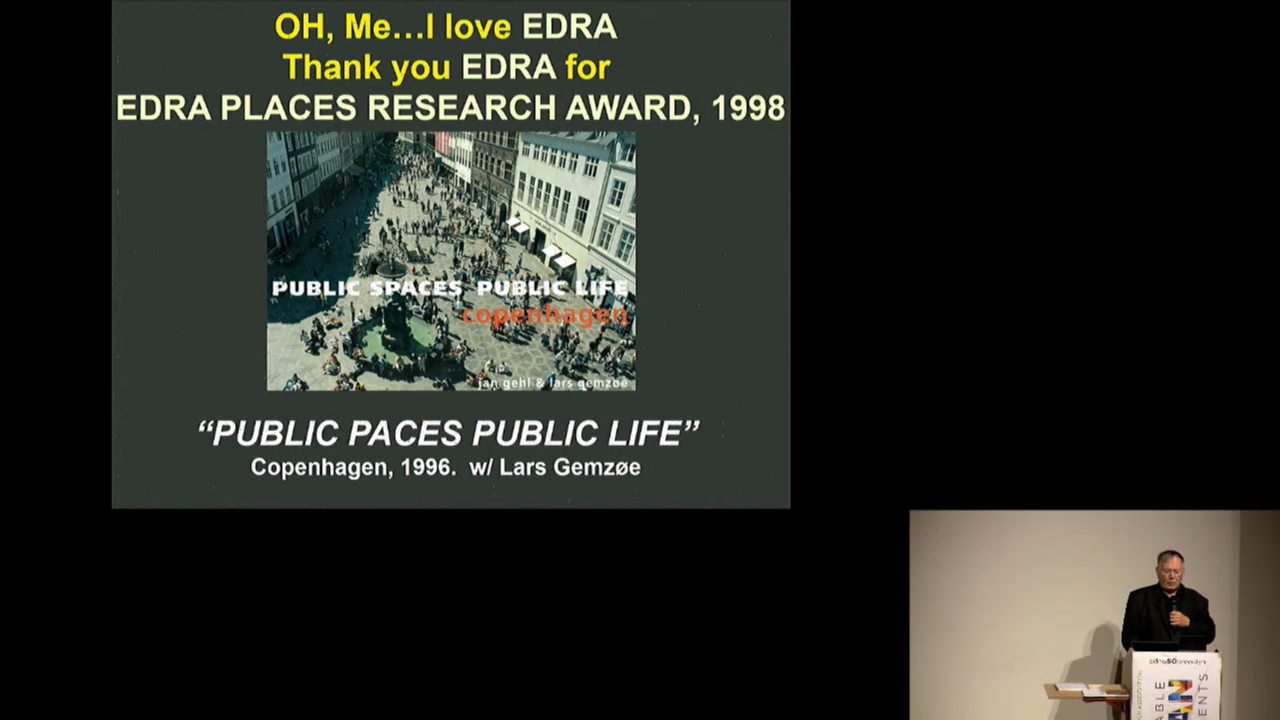 OH, Me...I love EDRA
Thank you EDRA for
EDRA PLACES RESEARCH AWARD, 1998
PUBLIC SPACES PUBLIC LIFE
copenhagen
jan gehl & lars gemzøe
“PUBLIC PACES PUBLIC LIFE”
Copenhagen, 1996. w/ Lars Gemzøe
edra50brooklyn